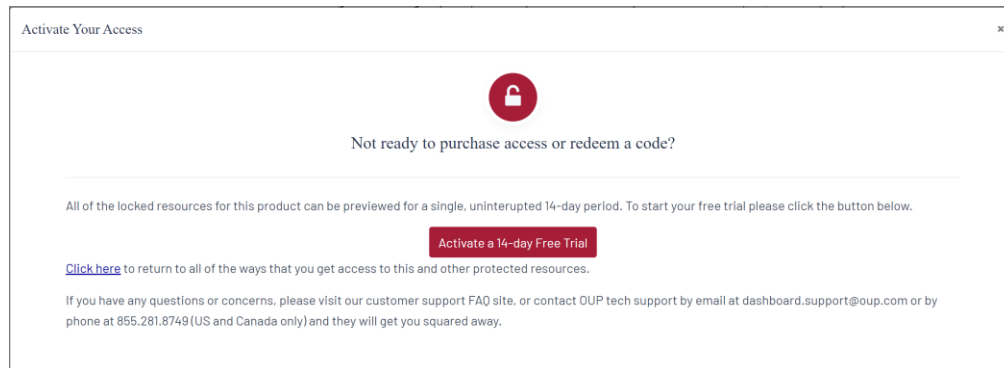 Activate Your Access
×
Not ready to purchase access or redeem a code?
All of the locked resources for this product can be previewed for a single, uninterupted 14-day period. To start your free trial please click the button below.
Activate a 14-day Free Trial
Click here to return to all of the ways that you get access to this and other protected resources.
If you have any questions or concerns, please visit our customer support FAQ site, or contact OUP tech support by email at dashboard.support@oup.com or by
phone at 855.281.8749 (US and Canada only) and they will get you squared away.